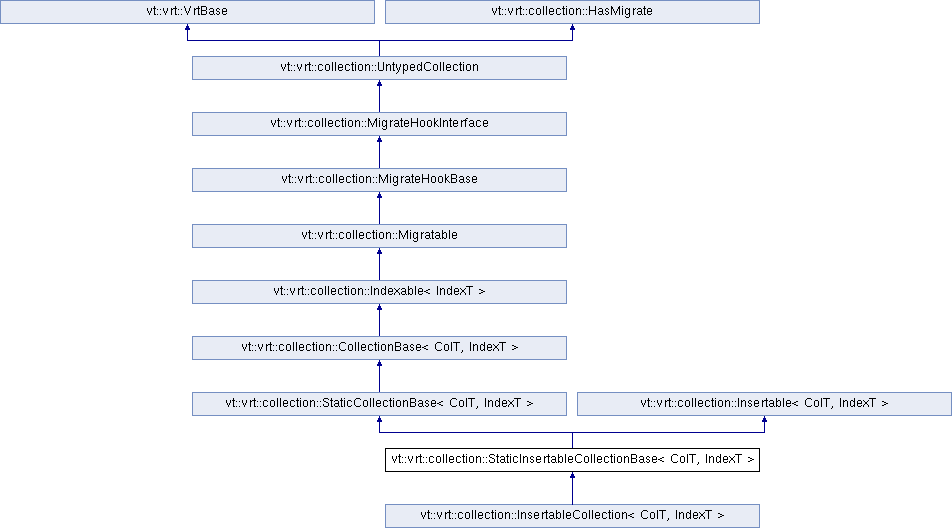 vt::vrt::VrtBase
vt::vrt::collection::HasMigrate
vt::vrt::collection::UntypedCollection
vt::vrt::collection::MigrateHookInterface
vt::vrt::collection::MigrateHookBase
vt::vrt::collection::Migratable
vt::vrt::collection::Indexable< IndexT >
vt::vrt::collection::CollectionBase< ColT, IndexT >
vt::vrt::collection::StaticCollectionBase< ColT, IndexT >
vt::vrt::collection::Insertable< ColT, IndexT >
vt::vrt::collection::StaticInsertableCollectionBase< ColT, IndexT >
vt::vrt::collection::InsertableCollection< ColT, IndexT >